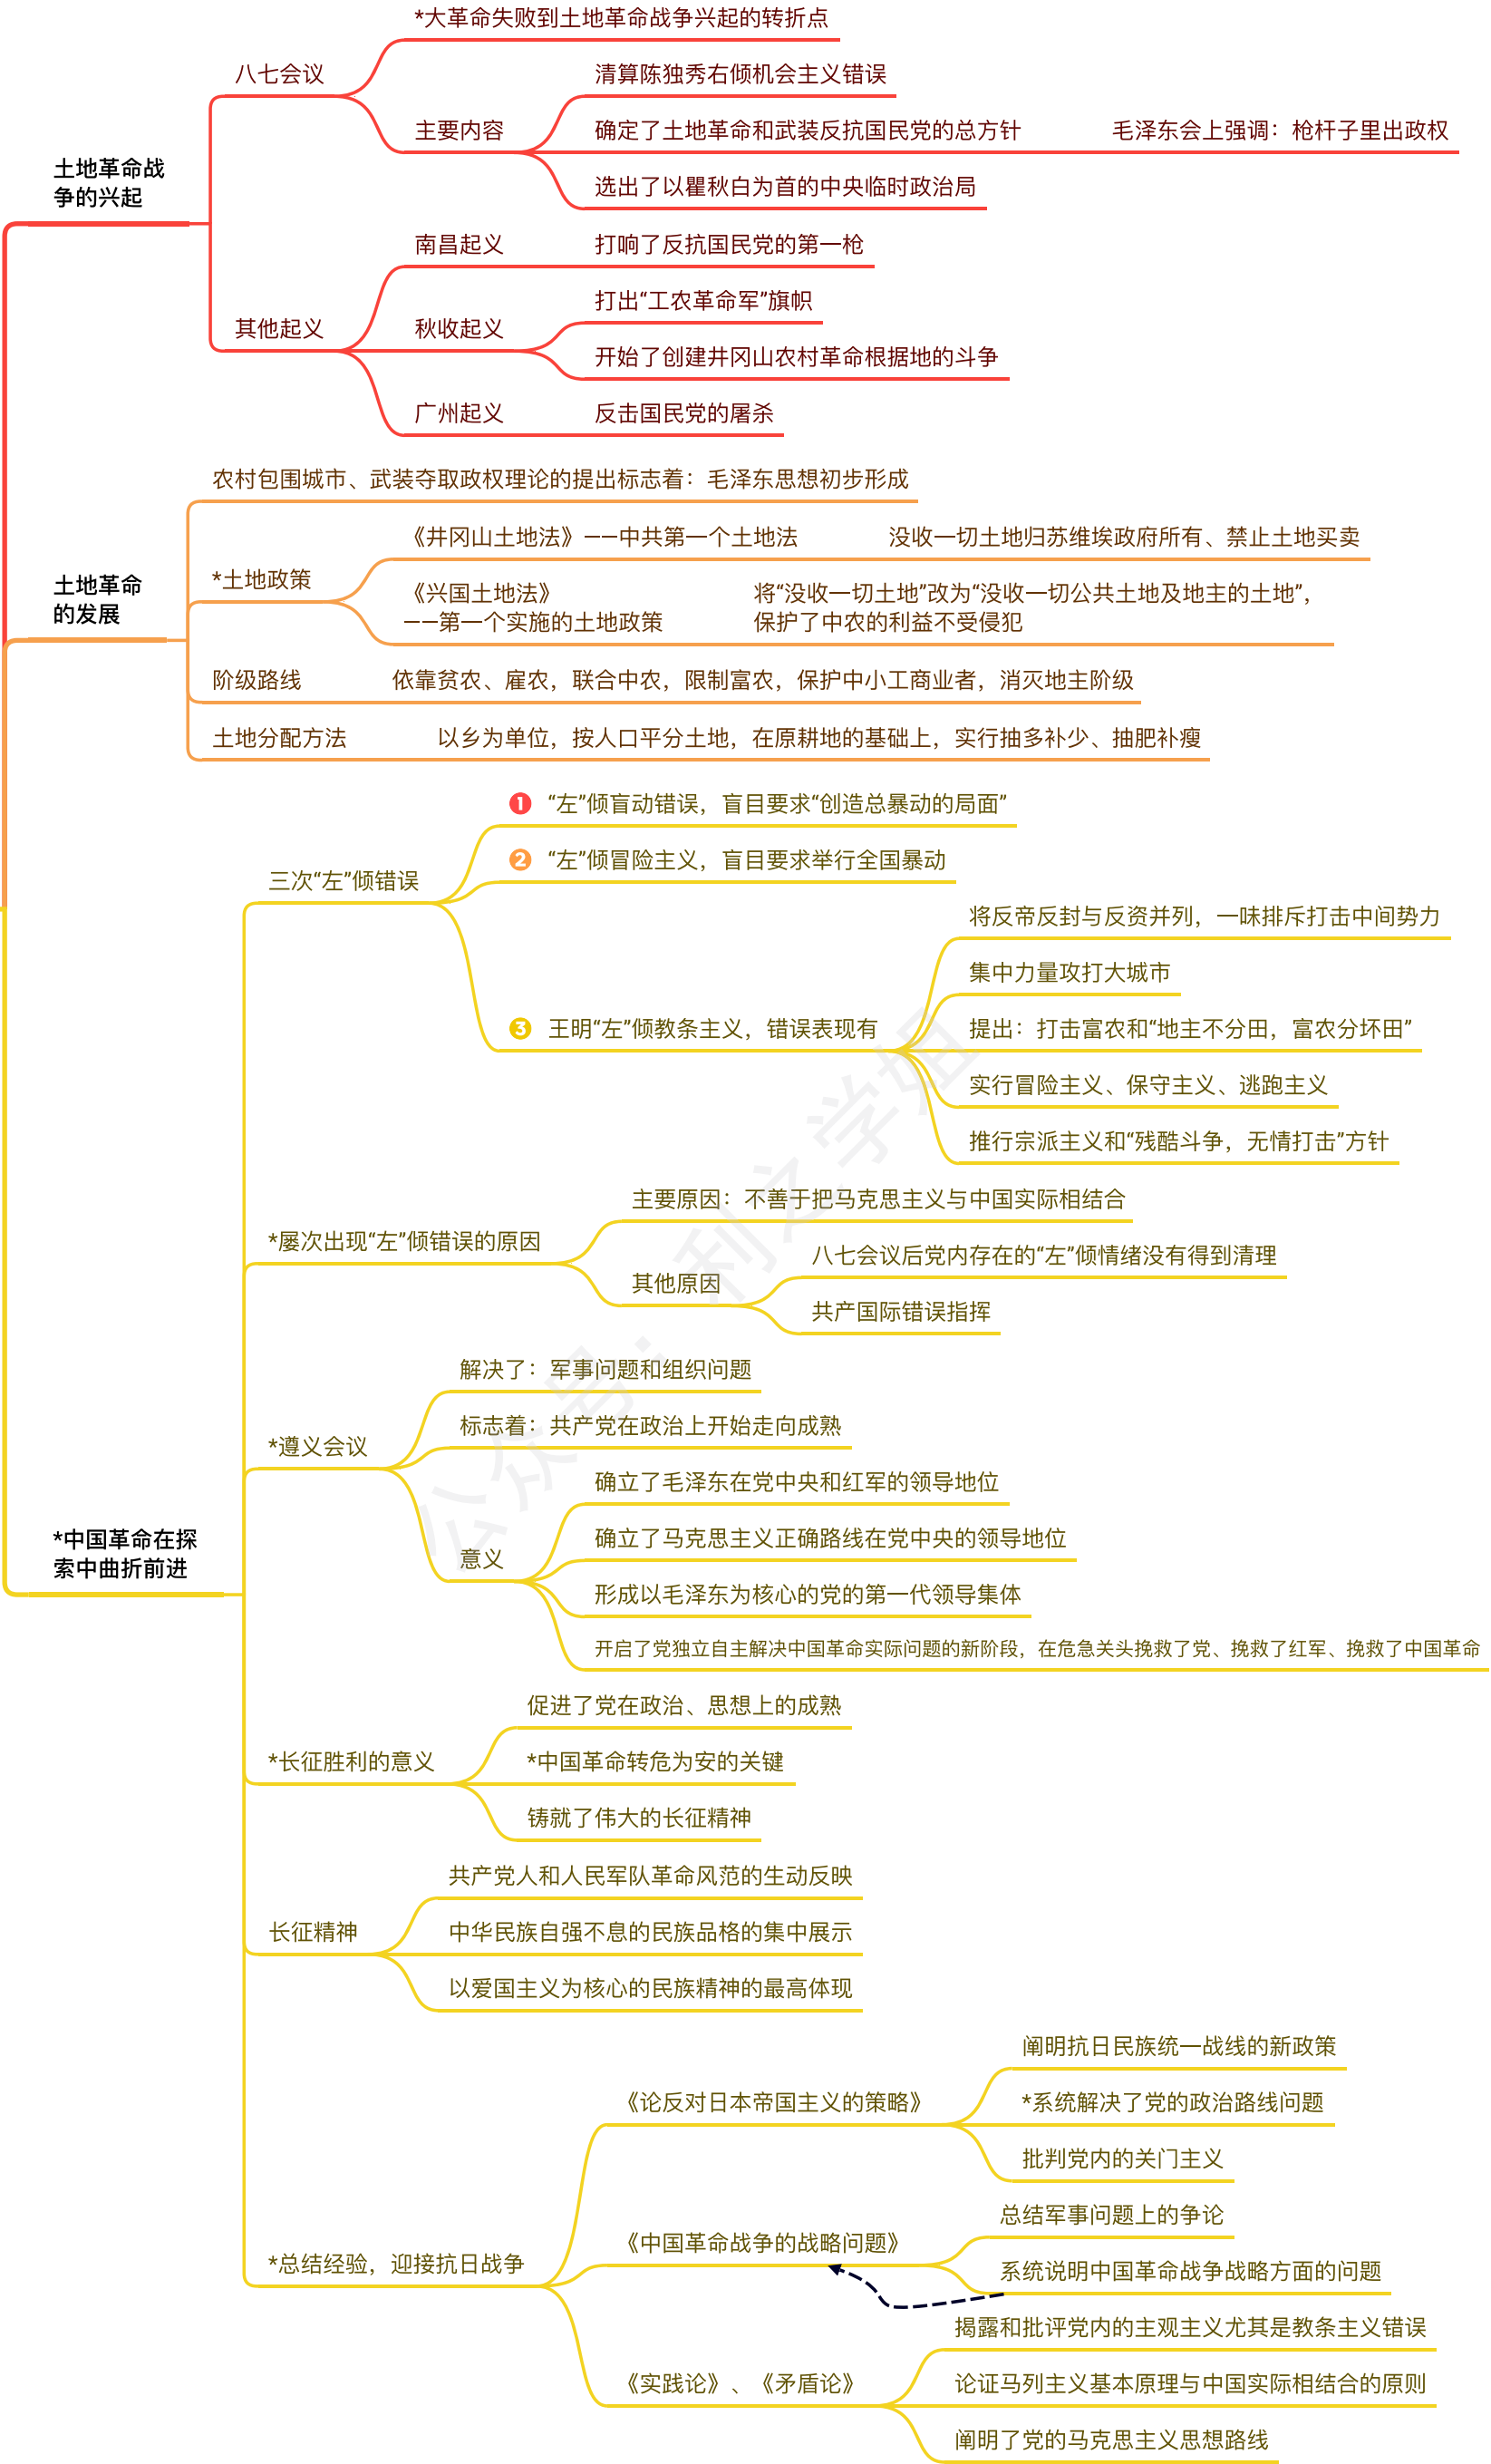 *大革命失败到土地革命战争兴起的转折点
八七会议
清算陈独秀右倾机会主义错误
主要内容
确定了土地革命和武装反抗国民党的总方针
毛泽东会上强调：枪杆子里出政权
选出了以瞿秋白为首的中央临时政治局
土地革命战
争的兴起
南昌起义
打响了反抗国民党的第一枪
其他起义
秋收起义
打出“工农革命军”旗帜
开始了创建井冈山农村革命根据地的斗争
广州起义
反击国民党的屠杀
农村包围城市、武装夺取政权理论的提出标志着：毛泽东思想初步形成
土地革命
的发展
*土地政策
《井冈山土地法》——中共第一个土地法
没收一切土地归苏维埃政府所有、禁止土地买卖
《兴国土地法》
——第一个实施的土地政策
将“没收一切土地”改为“没收一切公共土地及地主的土地”，
保护了中农的利益不受侵犯
阶级路线
依靠贫农、雇农，联合中农，限制富农，保护中小工商业者，消灭地主阶级
土地分配方法
以乡为单位，按人口平分土地，在原耕地的基础上，实行抽多补少、抽肥补瘦
三次“左”倾错误
1 “左”倾盲动错误，盲目要求“创造总暴动的局面”
2 “左”倾冒险主义，盲目要求举行全国暴动
3 王明“左”倾教条主义，错误表现有
将反帝反封与反资并列，一味排斥打击中间势力
集中力量攻打大城市
提出：打击富农和“地主不分田，富农分坏田”
实行冒险主义、保守主义、逃跑主义
推行宗派主义和“残酷斗争，无情打击”方针
*屡次出现“左”倾错误的原因
主要原因：不善于把马克思主义与中国实际相结合
其他原因
八七会议后党内存在的“左”倾情绪没有得到清理
共产国际错误指挥
*遵义会议
解决了：军事问题和组织问题
标志着：共产党在政治上开始走向成熟
意义
确立了毛泽东在党中央和红军的领导地位
确立了马克思主义正确路线在党中央的领导地位
形成以毛泽东为核心的党的第一代领导集体
开启了党独立自主解决中国革命实际问题的新阶段，在危急关头挽救了党、挽救了红军、挽救了中国革命
*中国革命在探
索中曲折前进
*长征胜利的意义
促进了党在政治、思想上的成熟
*中国革命转危为安的关键
铸就了伟大的长征精神
长征精神
共产党人和人民军队革命风范的生动反映
中华民族自强不息的民族品格的集中展示
以爱国主义为核心的民族精神的最高体现
*总结经验，迎接抗日战争
《论反对日本帝国主义的策略》
阐明抗日民族统一战线的新政策
*系统解决了党的政治路线问题
批判党内的关门主义
《中国革命战争的战略问题》
总结军事问题上的争论
系统说明中国革命战争战略方面的问题
《实践论》、《矛盾论》
揭露和批评党内的主观主义尤其是教条主义错误
论证马列主义基本原理与中国实际相结合的原则
阐明了党的马克思主义思想路线
公众号：利之学姐